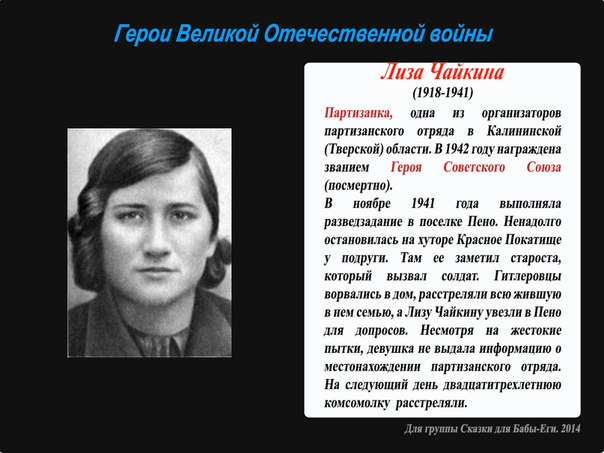 Герои Великой Отечественной войны
Лиза Чайкина
(1918-1941)
Партизанка, одна из организаторов
партизанского отряда в Калининской
(Тверской) области. В 1942 году награждена
званием Героя Советского Союза
(посмертно).
В ноябре 1941 года выполняла
разведзадание в поселке Пено. Ненадолго
остановилась на хуторе Красное Покатище
у подруги. Там ее заметил староста,
который вызвал солдат. Гитлеровцы
ворвались в дом, расстреляли всю жившую
в нем семью, а Лизу Чайкину увезли в Пено
для допросов. Несмотря на жестокие
пытки, девушка не выдала информацию о
местонахождении партизанского отряда.
На следующий день двадцатитрехлетнюю
комсомолку расстреляли.
Для группы Сказки для Бабы-Еги. 2014